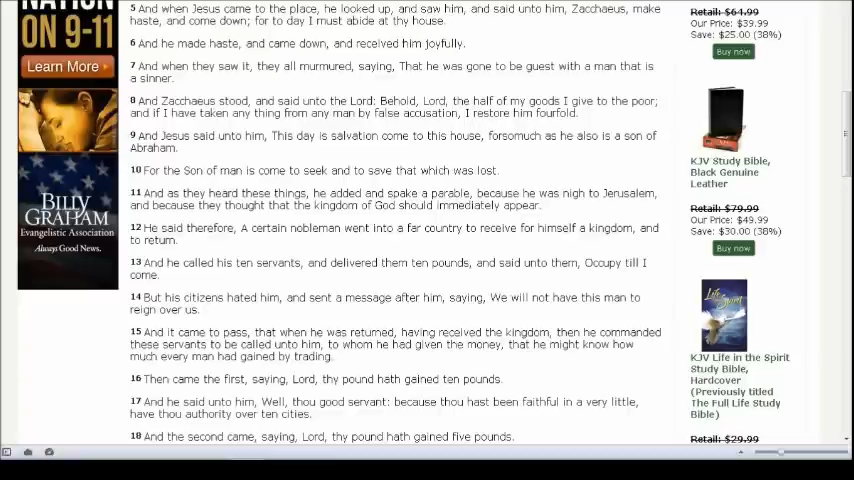 NATION
ON 9-11
Learn More
BILLY
GRAHAM
Evangelistic Association
Always Good News.
5 And when Jesus came to the place, he looked up, and saw him, and said unto him, Zacchaeus, make
haste, and come down; for to day I must abide at thy house.
6 And he made haste, and came down, and received him joyfully.
7 And when they saw it, they all murmured, saying, That he was gone to be guest with a man that is
a sinner.
8 And Zacchaeus stood, and said unto the Lord: Behold, Lord, the half of my goods I give to the poor;
and if I have taken any thing from any man by false accusation, I restore him fourfold.
9 And Jesus said unto him, This day is salvation come to this house, forsomuch as he also is a son of
Abraham.
10 For the Son of man is come to seek and to save that which was lost.
11 And as they heard these things, he added and spake a parable, because he was nigh to Jerusalem,
and because they thought that the kingdom of God should immediately appear.
12 He said therefore, A certain nobleman went into a far country to receive for himself a kingdom, and
to return.
13 And he called his ten servants, and delivered them ten pounds, and said unto them, Occupy till I
come.
14 But his citizens hated him, and sent a message after him, saying, We will not have this man to
reign over us.
15 And it came to pass, that when he was returned, having received the kingdom, then he commanded
these servants to be called unto him, to whom he had given the money, that he might know how
much every man had gained by trading.
16 Then came the first, saying, Lord, thy pound hath gained ten pounds.
17 And he said unto him, Well, thou good servant: because thou hast been faithful in a very little,
have thou authority over ten cities.
18 And the second came, saying, Lord, thy pound hath gained five pounds.
Retail: $64.99
Our Price: $39.99
Save: $25.00 (38%)
Buy now
KJV Study Bible,
Black Genuine
Leather
Retail: $79.99
Our Price: $49.99
Save: $30.00 (38%)
Buy now
Life
Spirit
KJV Life in the Spirit
Study Bible,
Hardcover
(Previously titled
The Full Life Study
Bible)
Retail: $29.99